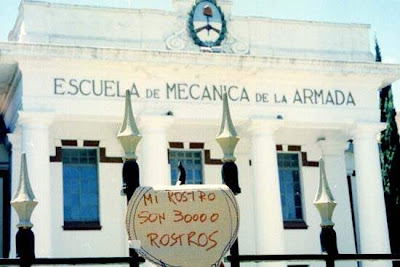 ESCUELA DE MECANICA DE LA ARMADA
MI ROSTRO
SON 30000
ROSTROS